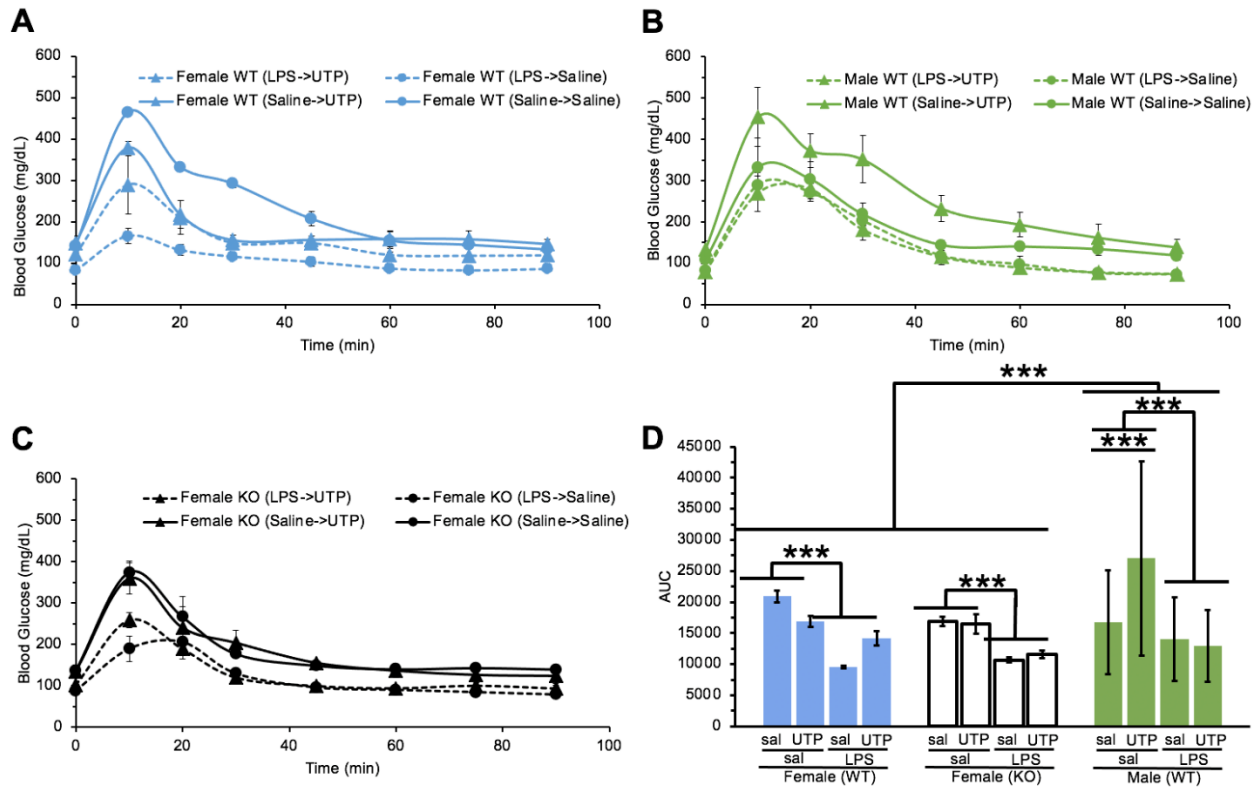 A
600
500
400
300
200
100
0
Blood Glucose (mg/dL)
Female WT (LPS->UTP)
Female WT (LPS->Saline)
Female WT (Saline->UTP)
Female WT (Saline->Saline)
0
20
40
60
80
100
Time (min)
B
600
500
400
300
200
100
0
Blood Glucose (mg/dL)
Male WT (LPS->UTP)
Male WT (LPS->Saline)
Male WT (Saline->UTP)
Male WT (Saline->Saline)
0
20
40
60
80
100
Time (min)
C
600
500
400
300
200
100
0
Blood Glucose (mg/dL)
Female KO (LPS->UTP)
Female KO (LPS->Saline)
Female KO (Saline->UTP)
Female KO (Saline->Saline)
0
20
40
60
80
100
Time (min)
D
***
***
***
***
***
45000
40000
35000
30000
25000
20000
15000
10000
5000
0
AUC
sal UTP sal UTP sal UTP sal UTP sal UTP sal UTP
sal LPS sal LPS sal LPS
Female (WT) Female (KO) Male (WT)